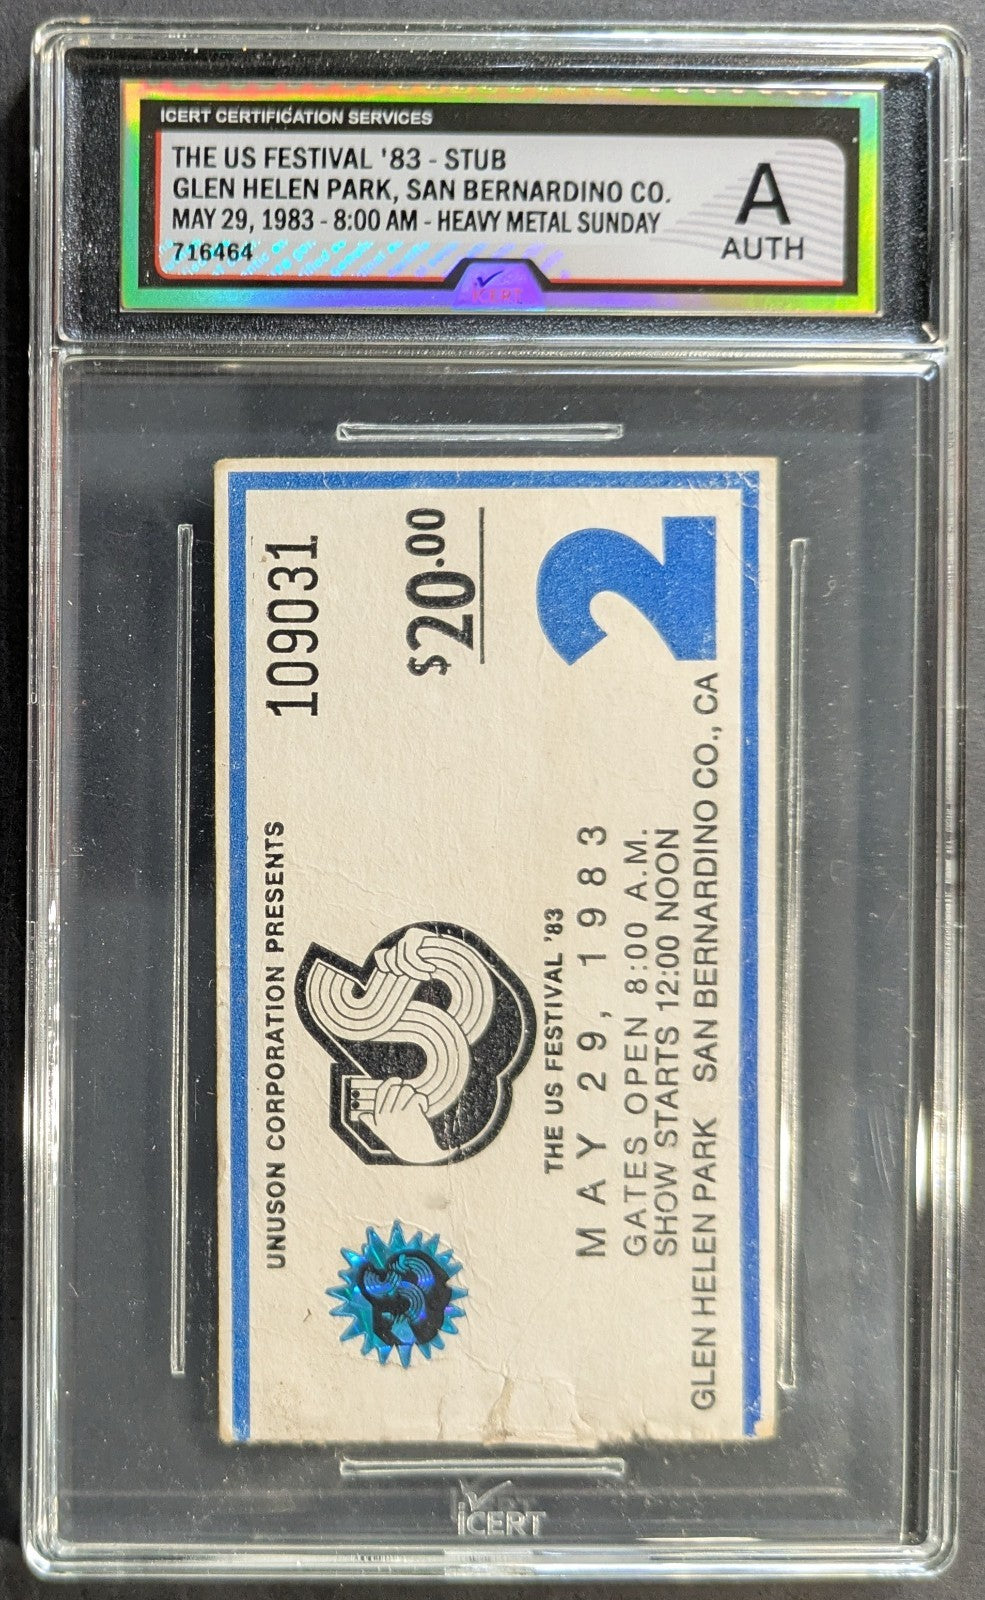 ICERT CERTIFICATION SERVICES
THE US FESTIVAL '83 - STUB
GLEN HELEN PARK, SAN BERNARDINO CO.
MAY 29, 1983 - 8:00 AM - HEAVY METAL SUNDAY
716464
A
AUTH
iCERT
109031
$20.00
2
UNUSON CORPORATION PRESENTS
THE US FESTIVAL '83
MAY 29, 1983
GATES OPEN 8:00 A.M.
SHOW STARTS 12:00 NOON
GLEN HELEN PARK SAN BERNARDINO CO., CA
iCERT